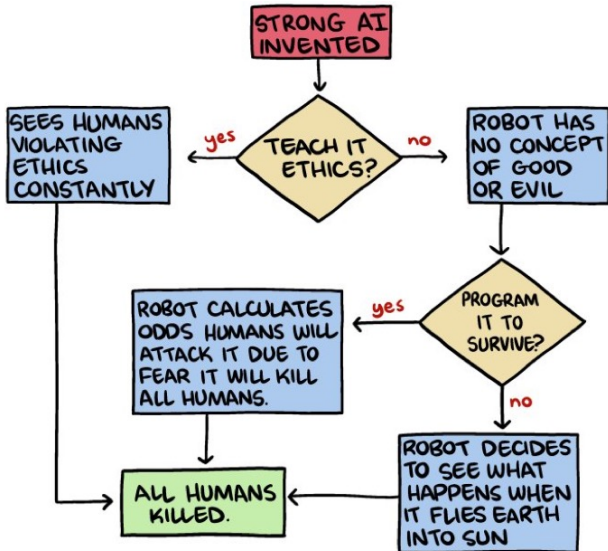 STRONG AI
INVENTED
TEACH IT
ETHICS?
yes
no
SEES HUMANS
VIOLATING
ETHICS
CONSTANTLY
ROBOT HAS
NO CONCEPT
OF GOOD
OR EVIL
PROGRAM
IT TO
SURVIVE?
yes
no
ROBOT CALCULATES
ODDS HUMANS WILL
ATTACK IT DUE TO
FEAR IT WILL KILL
ALL HUMANS.
ROBOT DECIDES
TO SEE WHAT
HAPPENS WHEN
IT FLIES EARTH
INTO SUN
ALL HUMANS
KILLED.